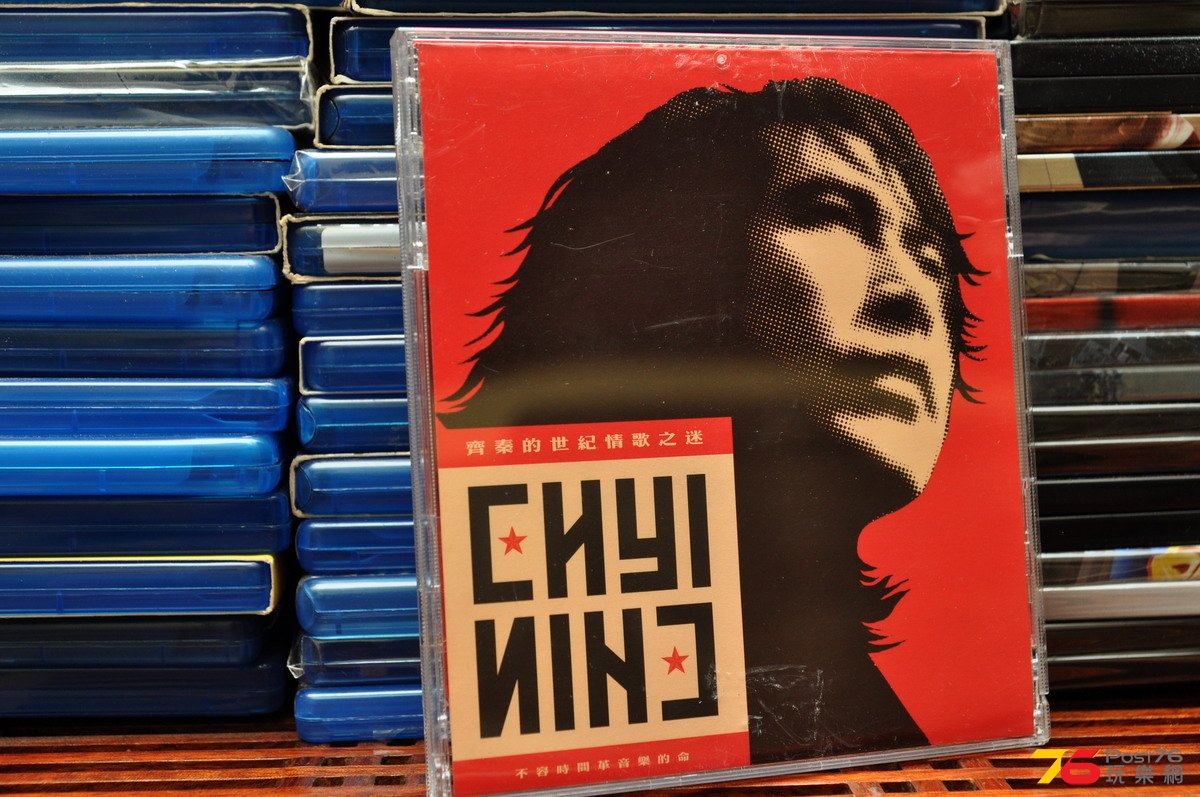 齊秦的世紀情歌之迷
CHYI
CHIN
不容時間革音樂的命
76 Post76
玩樂網